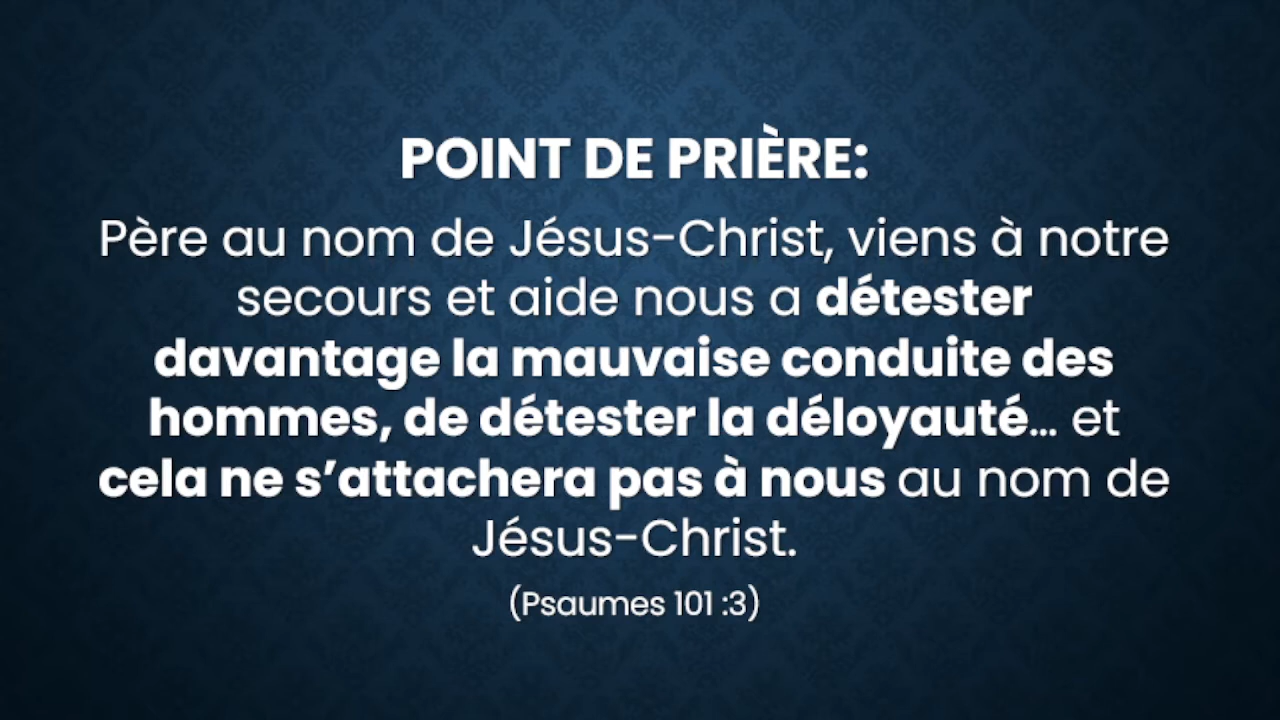 POINT DE PRIÈRE:
Père au nom de Jésus-Christ, viens à notre
secours et aide nous a détester
davantage la mauvaise conduite des
hommes, de détester la déloyauté... et
cela ne s’attachera pas à nous au nom de
Jésus-Christ.
(Psaumes 101 :3)